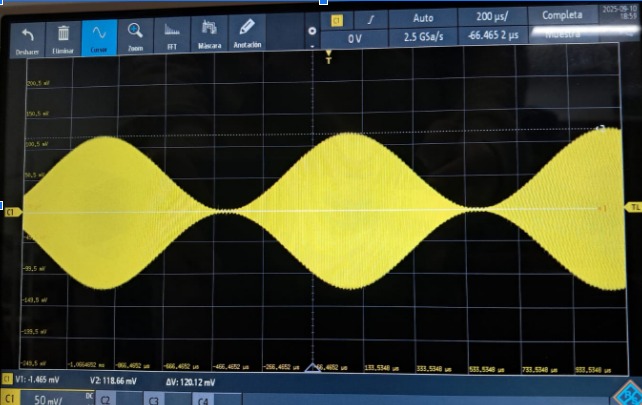 C1
Auto
200 µs/
Completa
2025-09-10
18:59
0 V
2.5 GSa/s
-66.465 2 µs
Muestra
Deshacer
Eliminar
Cursor
Zoom
FFT
Máscara
Anotación
T
200,5 mV
150,5 mV
100,5 mV
50,5 mV
C1
TL
-99,5 mV
-149,5 mV
-199,5 mV
-249,5 mV
-1,0664652 ms
-866,4652 µs
-666,4652 µs
-466,4652 µs
-266,4652 µs
-66,4652 µs
133,5348 µs
333,5348 µs
533,5348 µs
733,5348 µs
933,5348 µs
C1 V1: -1.465 mV V2: 118.66 mV ΔV: 120.12 mV
C1
50 mV/
DC
C2
C3
C4